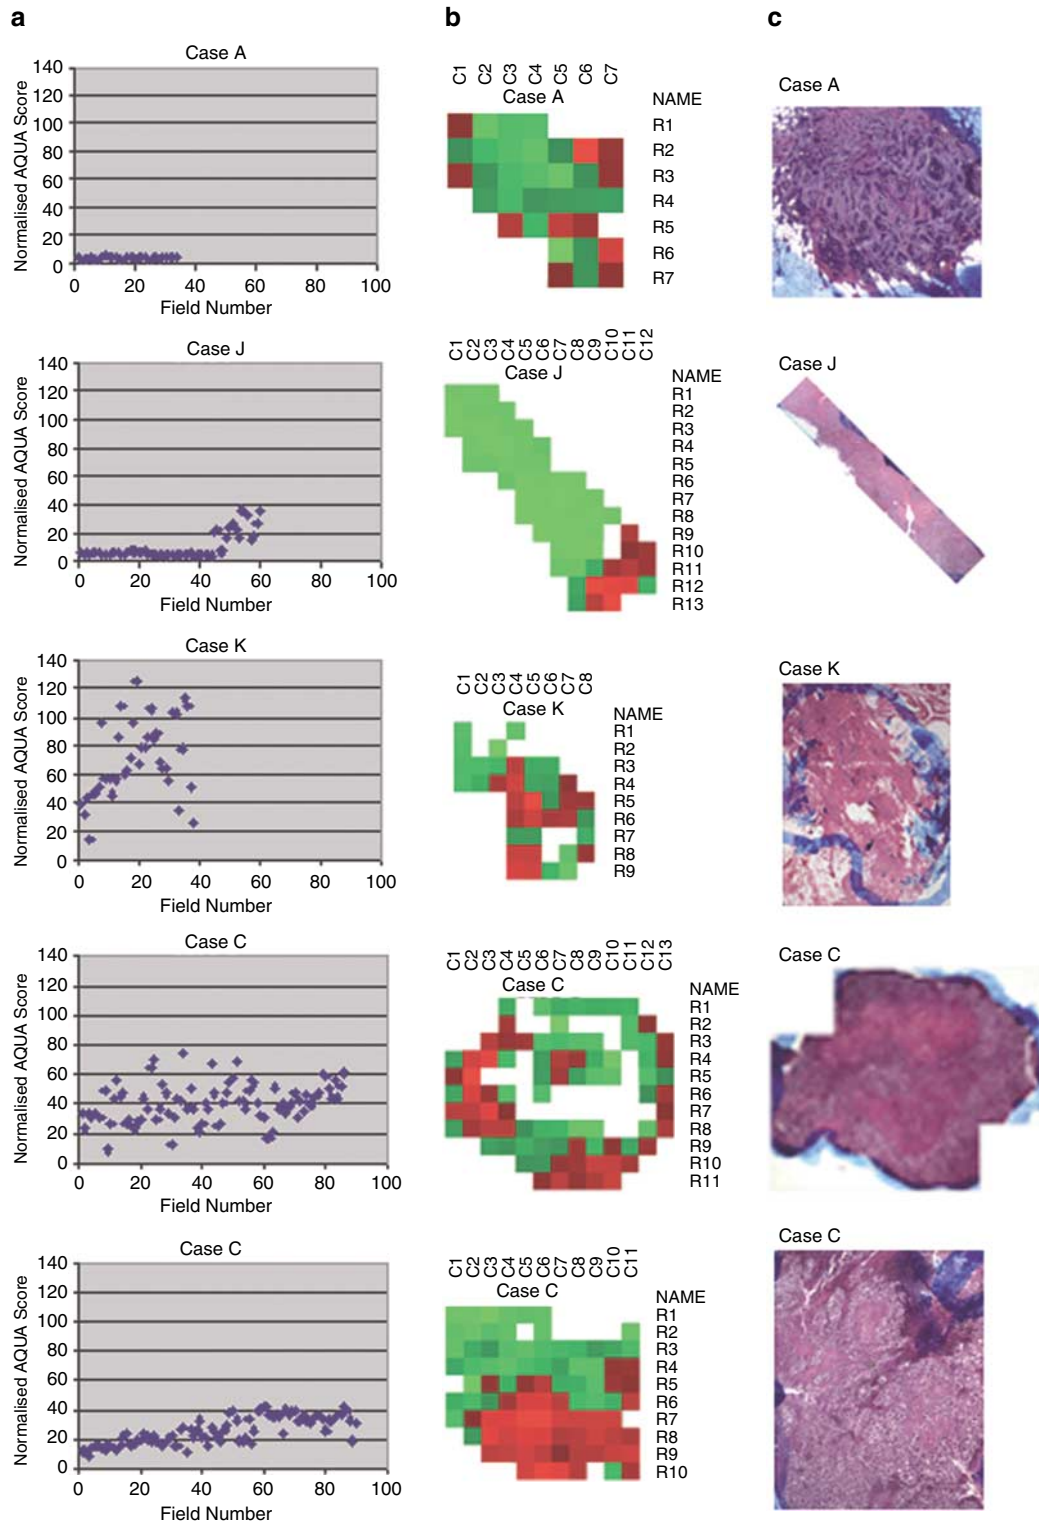 a
b
c
Case A
Normalised AQUA Score
140
120
100
80
60
40
20
0
0 20 40 60 80 100
Field Number
C1 C2 C3 C4 C5 C6 C7
Case A
NAME
R1
R2
R3
R4
R5
R6
R7
Case A
Case J
Normalised AQUA Score
140
120
100
80
60
40
20
0
0 20 40 60 80 100
Field Number
C1 C2 C3 C4 C5 C6 C7 C8 C9 C10 C11 C12
Case J
NAME
R1
R2
R3
R4
R5
R6
R7
R8
R9
R10
R11
R12
R13
Case J
Case K
Normalised AQUA Score
140
120
100
80
60
40
20
0
0 20 40 60 80 100
Field Number
C1 C2 C3 C4 C5 C6 C7 C8
Case K
NAME
R1
R2
R3
R4
R5
R6
R7
R8
R9
Case K
Case C
Normalised AQUA Score
140
120
100
80
60
40
20
0
0 20 40 60 80 100
Field Number
C1 C2 C3 C4 C5 C6 C7 C8 C9 C10 C11 C12 C13
Case C
NAME
R1
R2
R3
R4
R5
R6
R7
R8
R9
R10
R11
Case C
Case C
Normalised AQUA Score
140
120
100
80
60
40
20
0
0 20 40 60 80 100
Field Number
C1 C2 C3 C4 C5 C6 C7 C8 C9 C10 C11
Case C
NAME
R1
R2
R3
R4
R5
R6
R7
R8
R9
R10
Case C